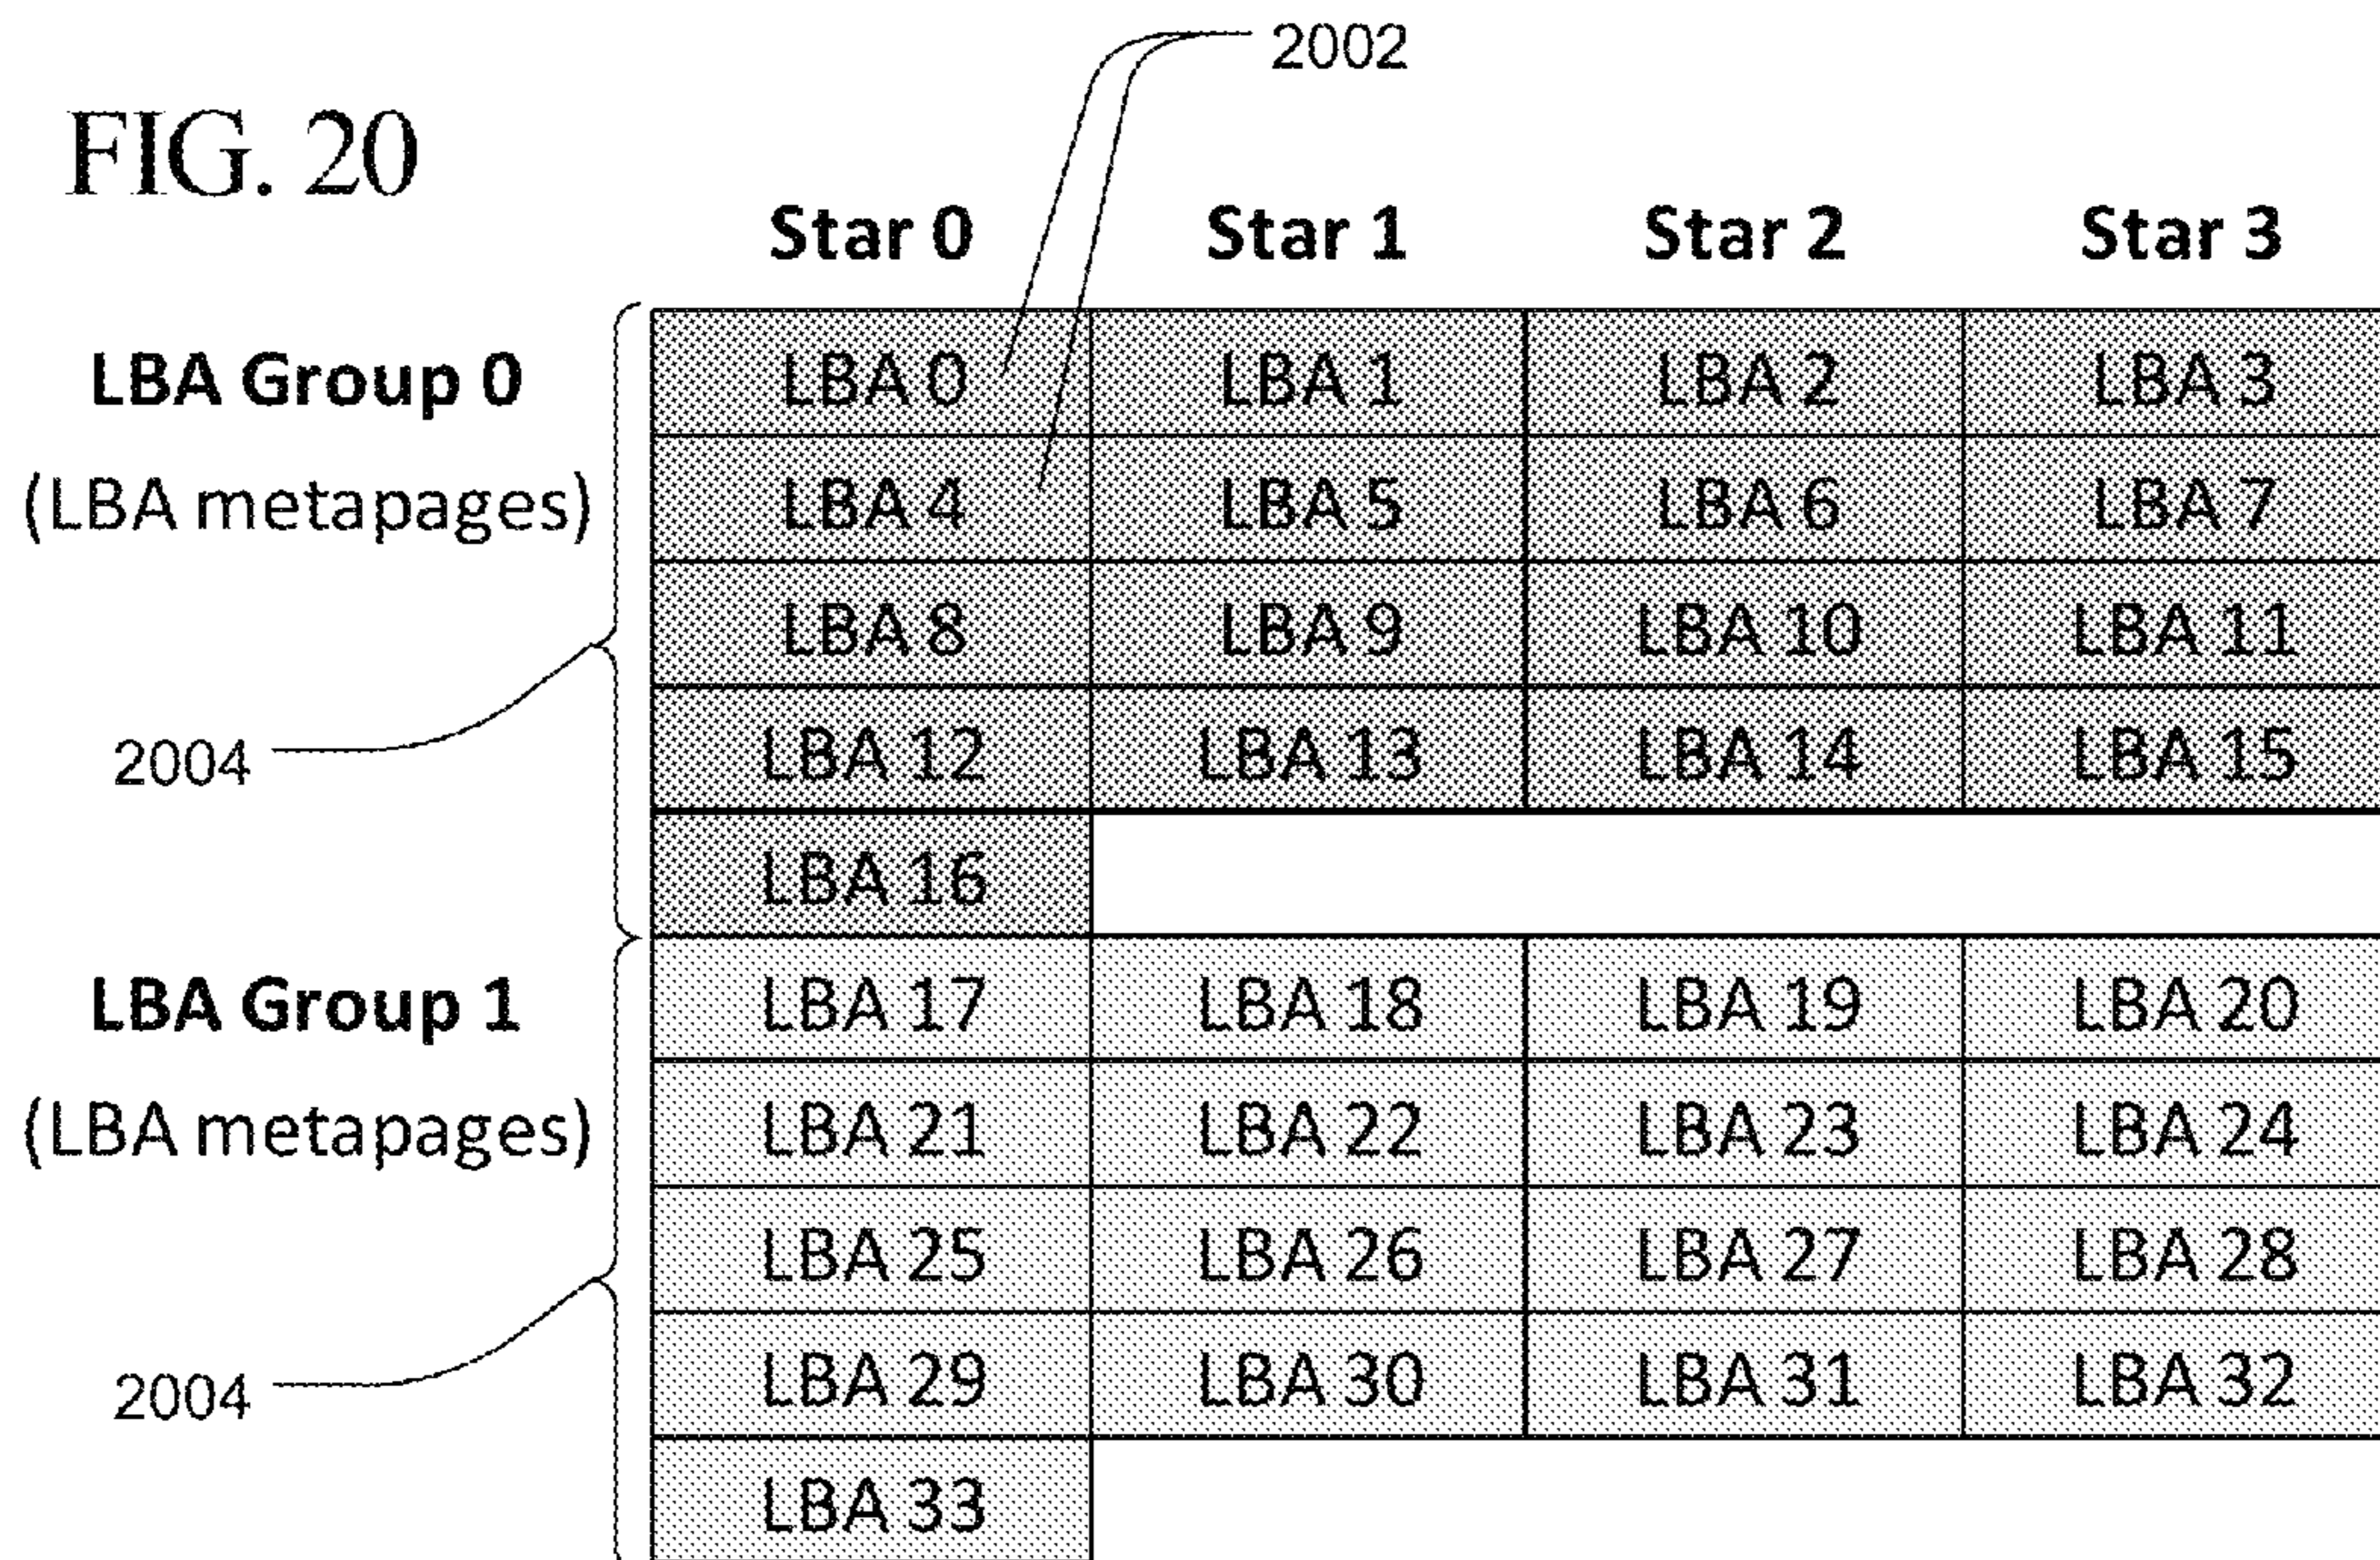 2002
FIG. 20
Star 0 Star 1 Star 2 Star 3
LBA Group 0 LBA 0 LBA 1 LBA 2 LBA 3
(LBA metapages) LBA 4 LBA 5 LBA 6 LBA 7
LBA 8 LBA 9 LBA 10 LBA 11
2004 LBA 12 LBA 13 LBA 14 LBA 15
LBA 16
LBA Group 1 LBA 17 LBA 18 LBA 19 LBA 20
(LBA metapages) LBA 21 LBA 22 LBA 23 LBA 24
LBA 25 LBA 26 LBA 27 LBA 28
2004 LBA 29 LBA 30 LBA 31 LBA 32
LBA 33